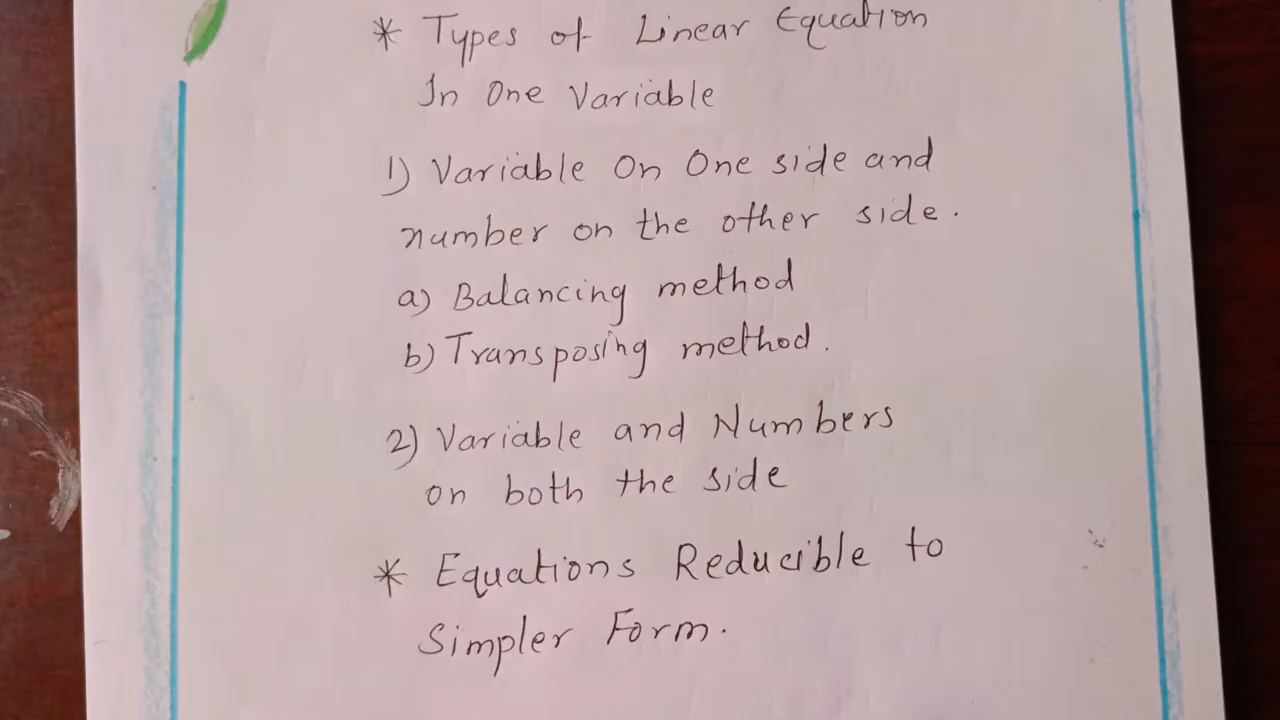 * Types of Linear Equation
In One Variable
1) Variable on One side and
number on the other side.
a) Balancing method
b) Transposing method.
2) Variable and Numbers
on both the side
* Equations Reducible to
Simpler Form.